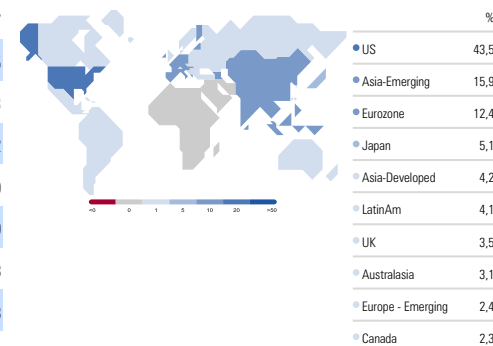 %
US 43,5
Asia-Emerging 15,9
Eurozone 12,4
Japan 5,1
Asia-Developed 4,2
LatinAm 4,1
UK 3,5
Australasia 3,1
Europe - Emerging 2,4
Canada 2,3
<0 0 1 5 10 20 >50